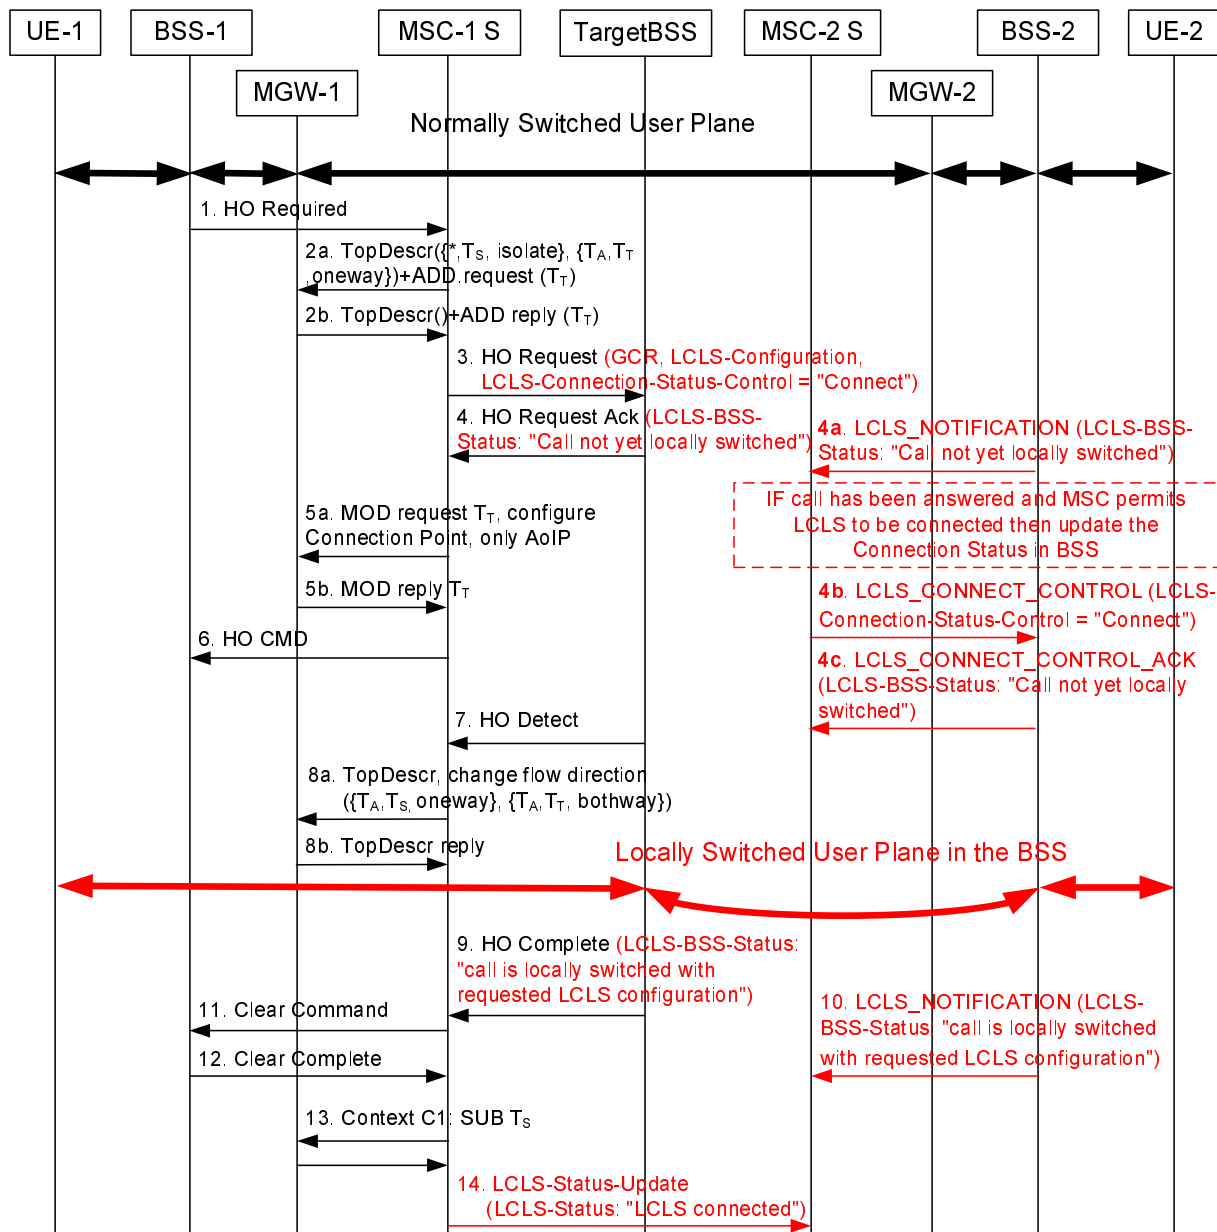 UE-1 BSS-1 MSC-1 S TargetBSS MSC-2 S BSS-2 UE-2
MGW-1 MGW-2
Normally Switched User Plane
1. HO Required
2a. TopDescr({*,TS, isolate}, {TA,TT
,oneway})+ADD.request (TT)
2b. TopDescr()+ADD reply (TT)
3. HO Request (GCR, LCLS-Configuration,
LCLS-Connection-Status-Control = "Connect")
4. HO Request Ack (LCLS-BSS-
Status: "Call not yet locally switched")
4a. LCLS_NOTIFICATION (LCLS-BSS-
Status: "Call not yet locally switched")
IF call has been answered and MSC permits
LCLS to be connected then update the
Connection Status in BSS
5a. MOD request TT, configure
Connection Point, only AoIP
5b. MOD reply TT
4b. LCLS_CONNECT_CONTROL (LCLS-
Connection-Status-Control = "Connect")
6. HO CMD
4c. LCLS_CONNECT_CONTROL_ACK
(LCLS-BSS-Status: "Call not yet locally
switched")
7. HO Detect
8a. TopDescr, change flow direction
({TA,TS, oneway}, {TA,TT, bothway})
8b. TopDescr reply
Locally Switched User Plane in the BSS
9. HO Complete (LCLS-BSS-Status:
"call is locally switched with
requested LCLS configuration")
10. LCLS_NOTIFICATION (LCLS-
BSS-Status: "call is locally switched
with requested LCLS configuration")
11. Clear Command
12. Clear Complete
13. Context C1: SUB TS
14. LCLS-Status-Update
(LCLS-Status: "LCLS connected")